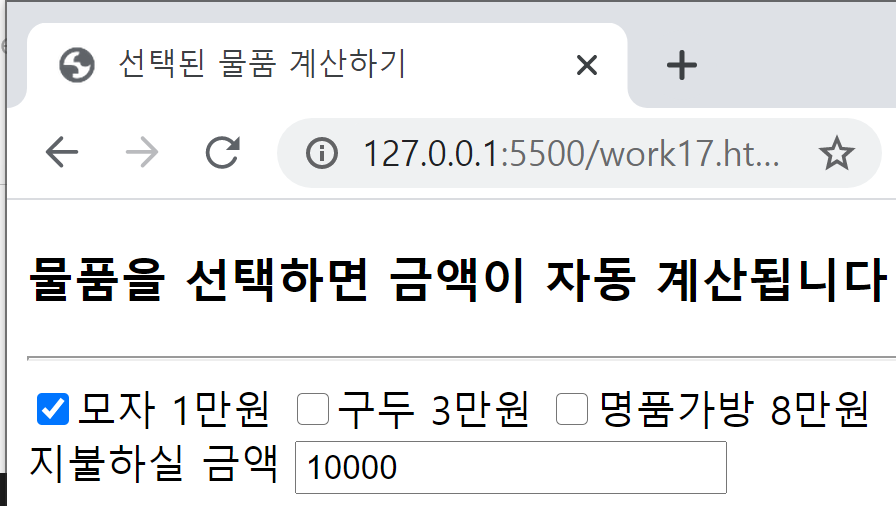 선택된 물품 계산하기
127.0.0.1:5500/work17.ht...
물품을 선택하면 금액이 자동 계산됩니다
모자 1만원 구두 3만원 명품가방 8만원
지불하실 금액 10000